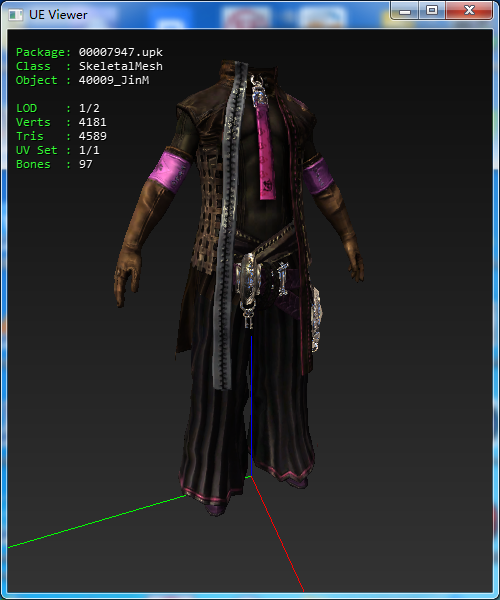 UE Viewer
Package: 00007947.upk
Class : SkeletalMesh
Object : 40009_JinM
LOD : 1/2
Verts : 4181
Tris : 4589
UV Set : 1/1
Bones : 97